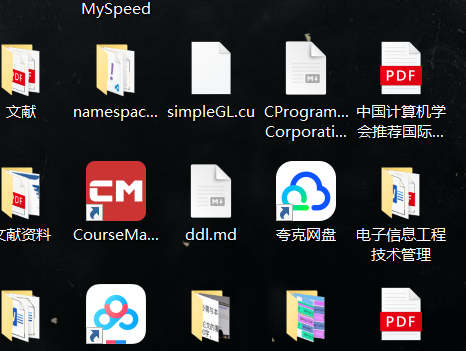 MySpeed
文献
namespac...
simpleGL.cu
CProgram...
Corporati...
中国计算机学
会推荐国际...
PDF
PDF
M
CM
M
文献资料
CourseMa...
ddl.md
夸克网盘
电子信息工程
技术管理
PDF